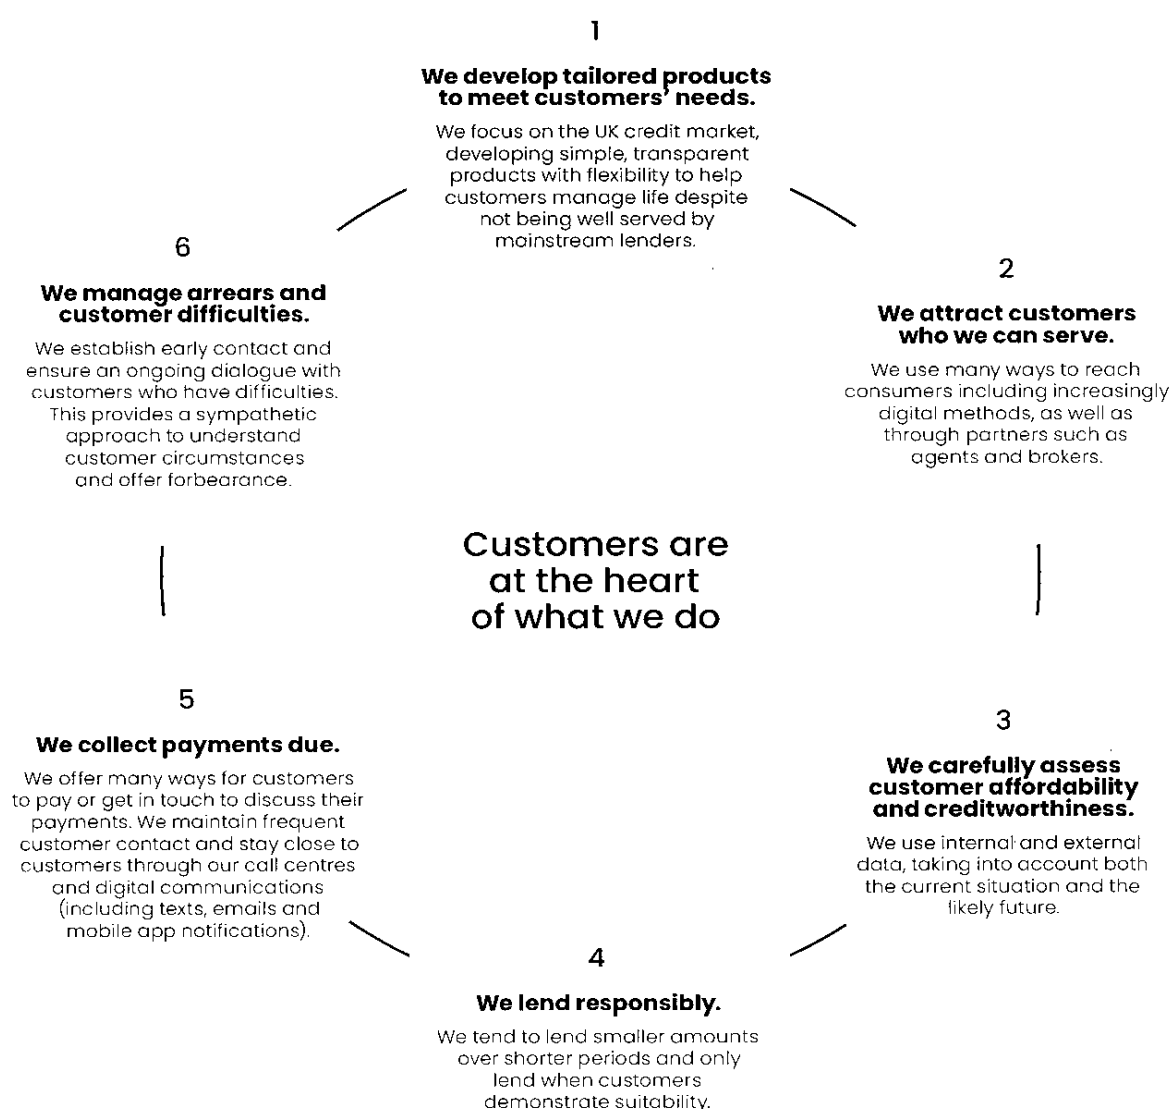 1
We develop tailored products
to meet customers’ needs.
We focus on the UK credit market,
developing simple, transparent
products with flexibility to help
customers manage life despite
not being well served by
mainstream lenders.
2
We attract customers
who we can serve.
We use many ways to reach
consumers including increasingly
digital methods, as well as
through partners such as
agents and brokers.
3
We carefully assess
customer affordability
and creditworthiness.
We use internal and external
data, taking into account both
the current situation and the
likely future.
4
We lend responsibly.
We tend to lend smaller amounts
over shorter periods and only
lend when customers
demonstrate suitability.
5
We collect payments due.
We offer many ways for customers
to pay or get in touch to discuss their
payments. We maintain frequent
customer contact and stay close to
customers through our call centres
and digital communications
(including texts, emails and
mobile app notifications).
6
We manage arrears and
customer difficulties.
We establish early contact and
ensure an ongoing dialogue with
customers who have difficulties.
This provides a sympathetic
approach to understand
customer circumstances
and offer forbearance.
Customers are
at the heart
of what we do